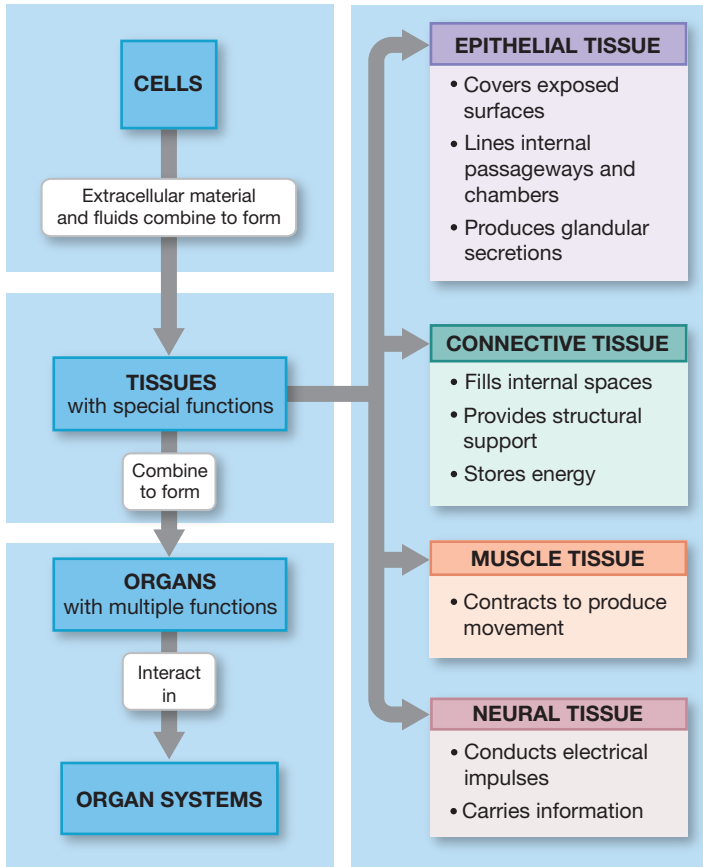 CELLS
Extracellular material
and fluids combine to form
TISSUES
with special functions
Combine
to form
ORGANS
with multiple functions
Interact
in
ORGAN SYSTEMS
EPITHELIAL TISSUE
• Covers exposed
surfaces
• Lines internal
passageways and
chambers
• Produces glandular
secretions
CONNECTIVE TISSUE
• Fills internal spaces
• Provides structural
support
• Stores energy
MUSCLE TISSUE
• Contracts to produce
movement
NEURAL TISSUE
• Conducts electrical
impulses
• Carries information